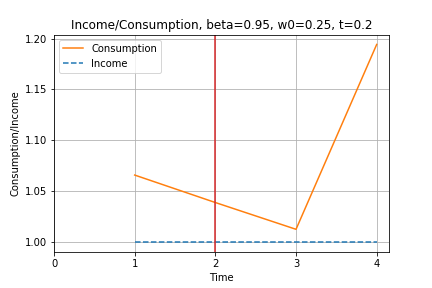 Income/Consumption, beta=0.95, w0=0.25, t=0.2
Consumption
Income
Consumption/Income
1.20
1.15
1.10
1.05
1.00
0
1
2
3
4
Time